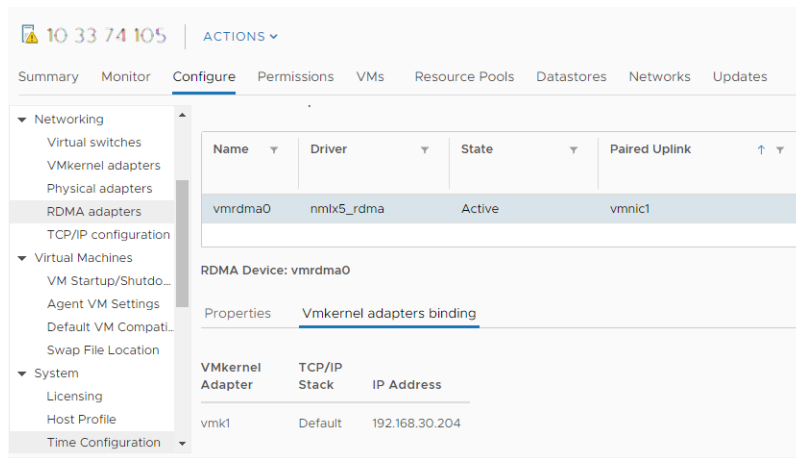 10 33 74 105 ACTIONS
Summary Monitor Configure Permissions VMs Resource Pools Datastores Networks Updates
Networking
Virtual switches
VMkernel adapters
Physical adapters
RDMA adapters
TCP/IP configuration
Virtual Machines
VM Startup/Shutdo...
Agent VM Settings
Default VM Compati...
Swap File Location
System
Licensing
Host Profile
Time Configuration
Name Driver State Paired Uplink
vmrdma0 nmlx5_rdma Active vmnic1
RDMA Device: vmrdma0
Properties Vmkernel adapters binding
VMkernel Adapter TCP/IP Stack IP Address
vmk1 Default 192.168.30.204